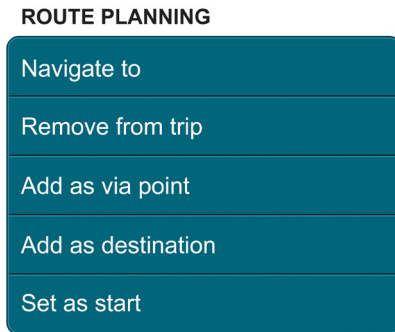 ROUTE PLANNING
Navigate to
Remove from trip
Add as via point
Add as destination
Set as start